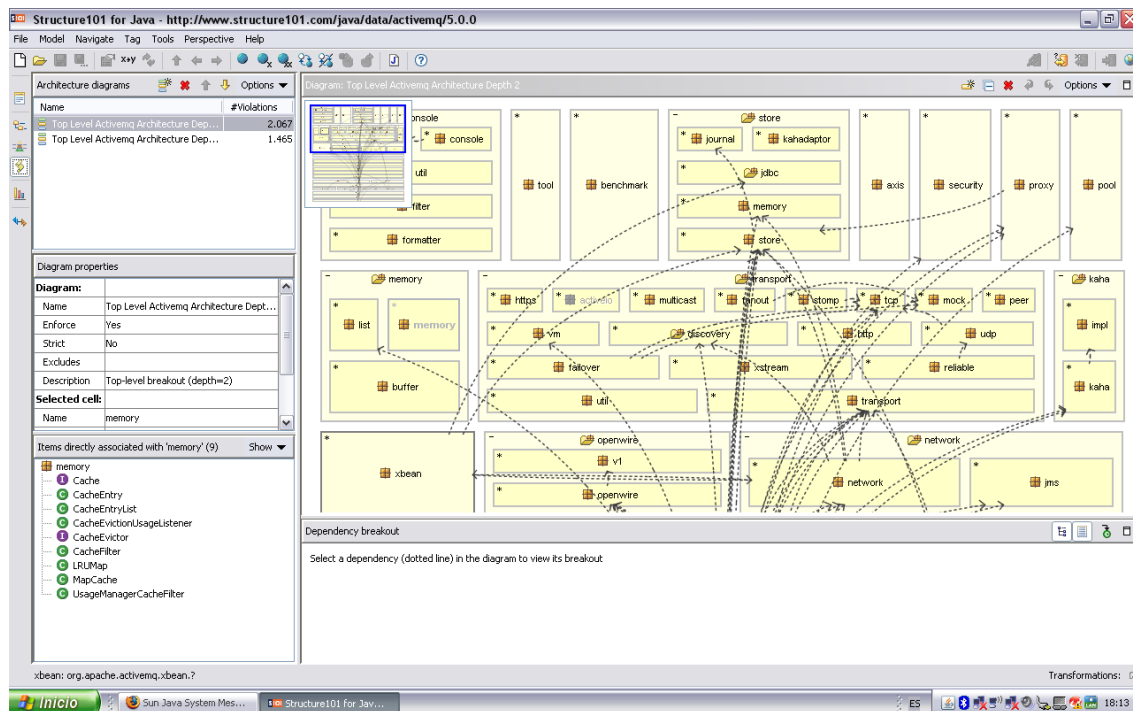 Structure101 for Java - http://www.structure101.com/java/data/activemq/5.0.0
File Model Navigate Tag Tools Perspective Help
Architecture diagrams Options
Name #Violations
Top Level Activemq Architecture Dep... 2.067
Top Level Activemq Architecture Dep... 1.465
Diagram properties
Diagram:
Name Top Level Activemq Architecture Dept...
Enforce Yes
Strict No
Excludes
Description Top-level breakout (depth=2)
Selected cell:
Name memory
Items directly associated with 'memory' (9) Show
memory
Cache
CacheEntry
CacheEntryList
CacheEvictionUsageListener
CacheEvictor
CacheFilter
LRUMap
MapCache
UsageManagerCacheFilter
Diagram: Top Level Activemq Architecture Depth 2 Options
onsole * * - store * * * *
* console * journal * kahadaptor
util * jdbc
tool benchmark axis security proxy pool
filter * memory
* formatter * store
- memory - transport - kaha
* list * memory * https * activeio * multicast * fanout * stomp * tcp * mock * peer * impl
* vm * discovery * http * udp
* failover * xstream * reliable
buffer * util * transport * kaha
* xbean - openwire - network
* v1
* openwire * network * jms
Dependency breakout
Select a dependency (dotted line) in the diagram to view its breakout
xbean: org.apache.activemq.xbean.? Transformations:
Inicio Sun Java System Mes... Structure101 for Jav... ES 18:13